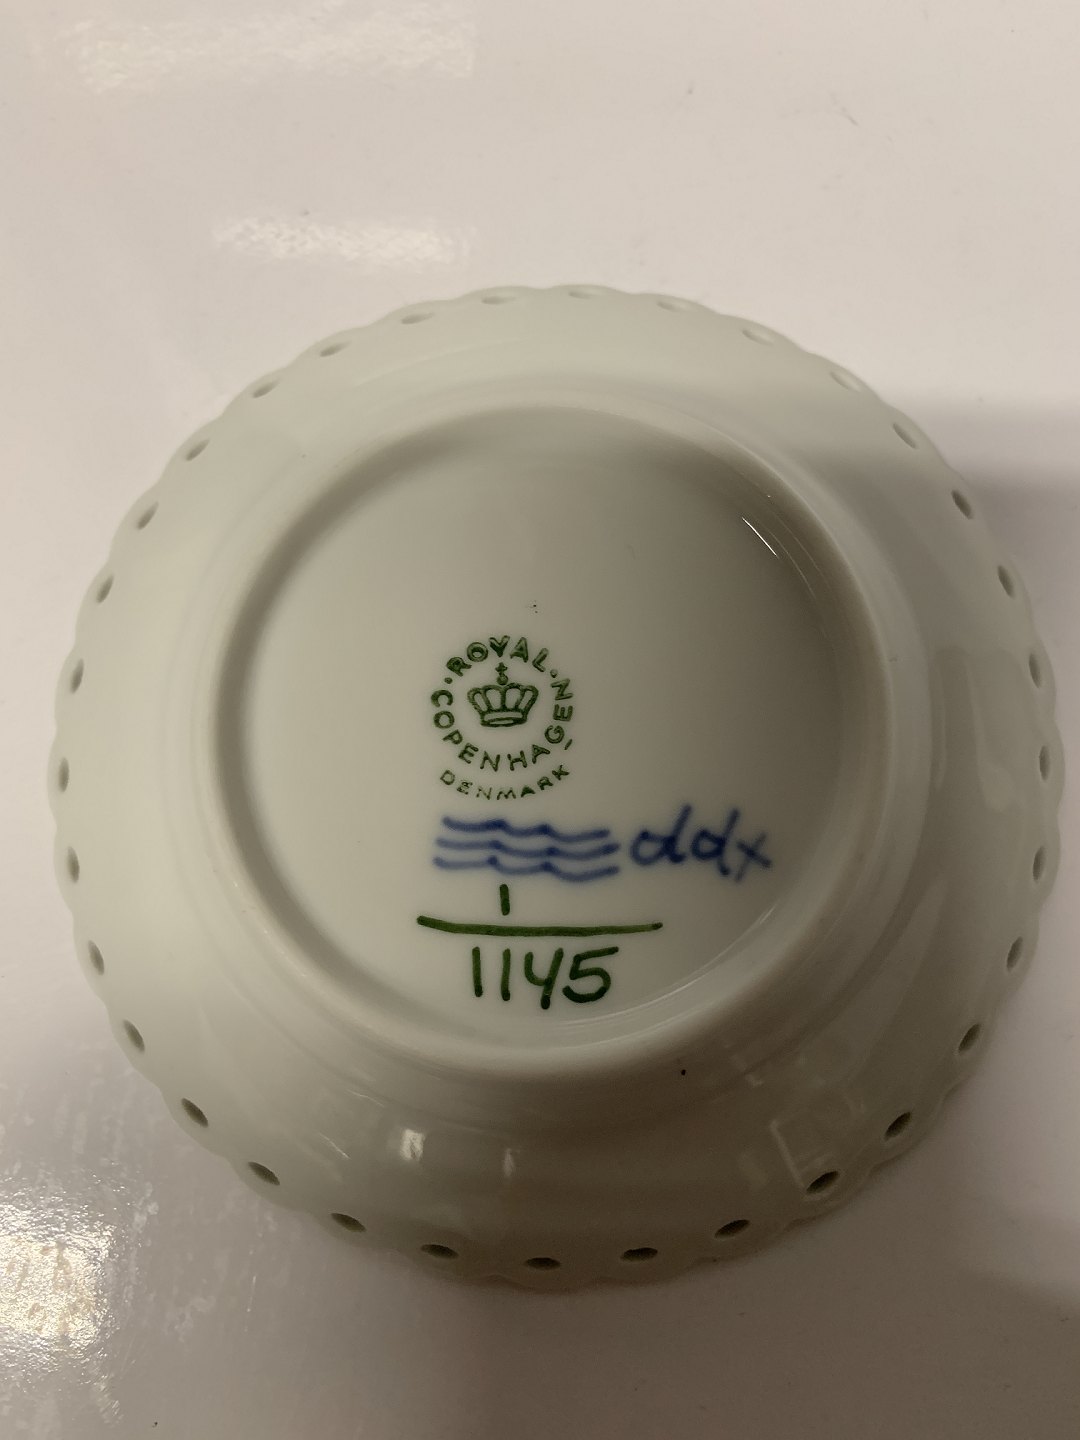 ROYAL
COPENHAGEN
DENMARK
ddx
1
1145